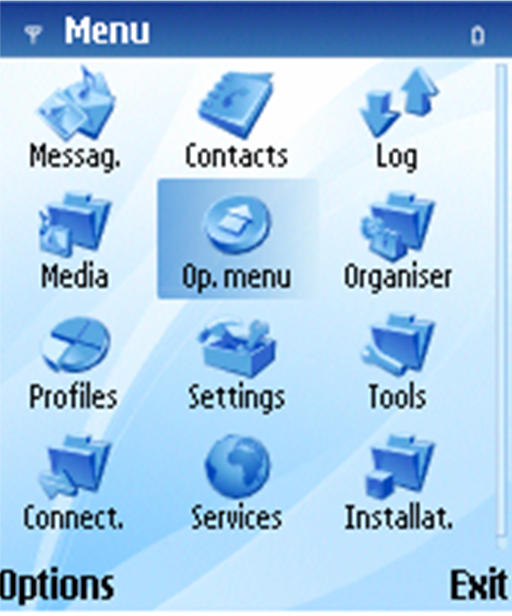 Menu
Messag. Contacts Log
Media Op. menu Organiser
Profiles Settings Tools
Connect. Services Installat.
Options Exit